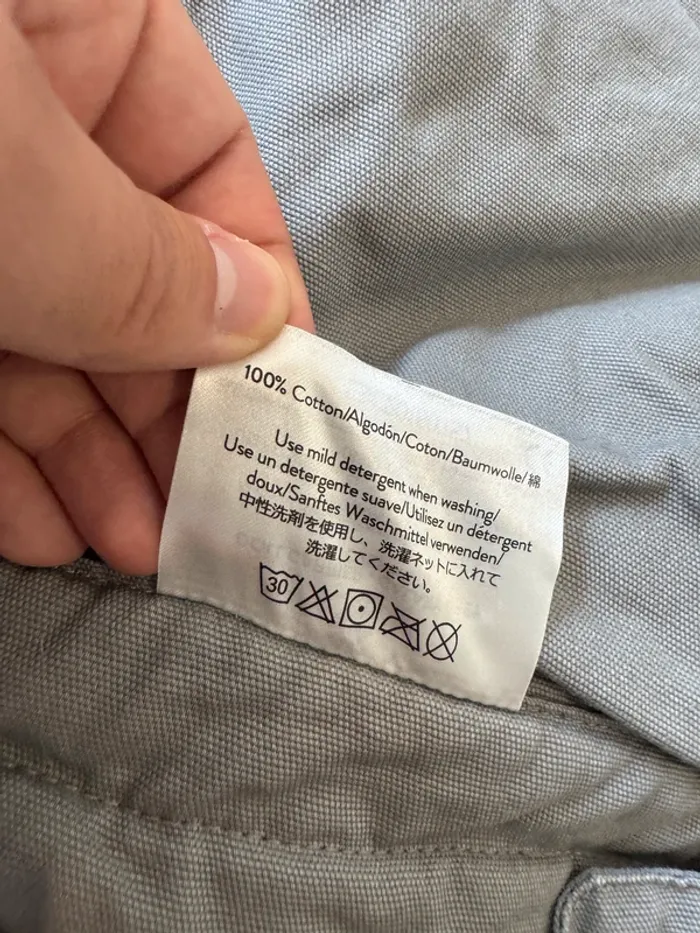 100% Cotton/Algodón/Coton/Baumwolle/綿
Use mild detergent when washing/
Use un detergente suave/Utilisez un détergent
doux/Sanftes Waschmittel verwenden/
中性洗剤を使用し、洗濯ネットに入れて
洗濯してください。
30